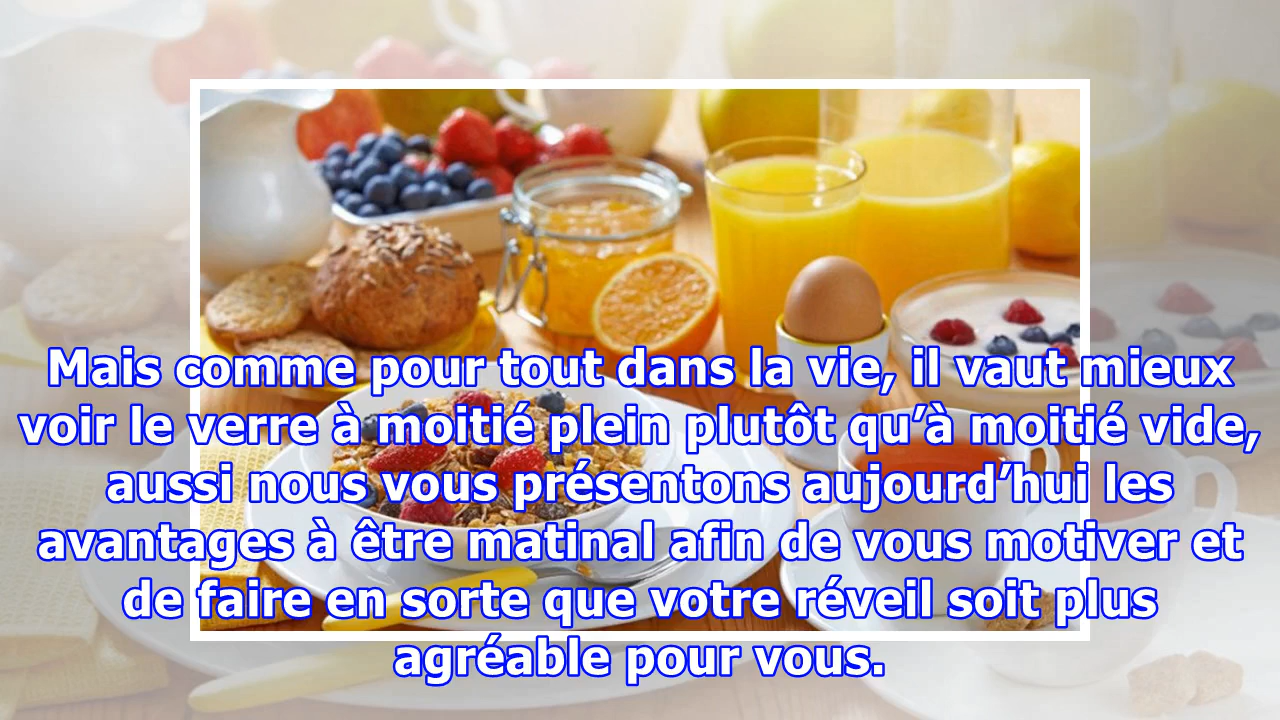 Mais comme pour tout dans la vie, il vaut mieux
voir le verre à moitié plein plutôt qu’à moitié vide,
aussi nous vous présentons aujourd’hui les
avantages à être matinal afin de vous motiver et
de faire en sorte que votre réveil soit plus
agréable pour vous.